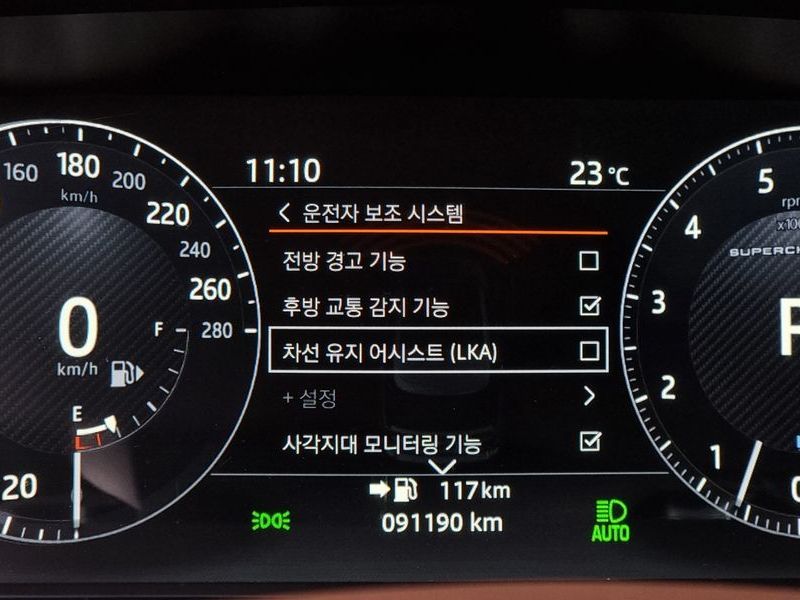 11:10
23 °C
운전자 보조 시스템
전방 경고 기능
후방 교통 감지 기능
차선 유지 어시스트 (LKA)
+ 설정
사각지대 모니터링 기능
117 km
091190 km
AUTO
160
180
200
220
240
260
280
km/h
0
km/h
F
E
20
5
4
3
2
1